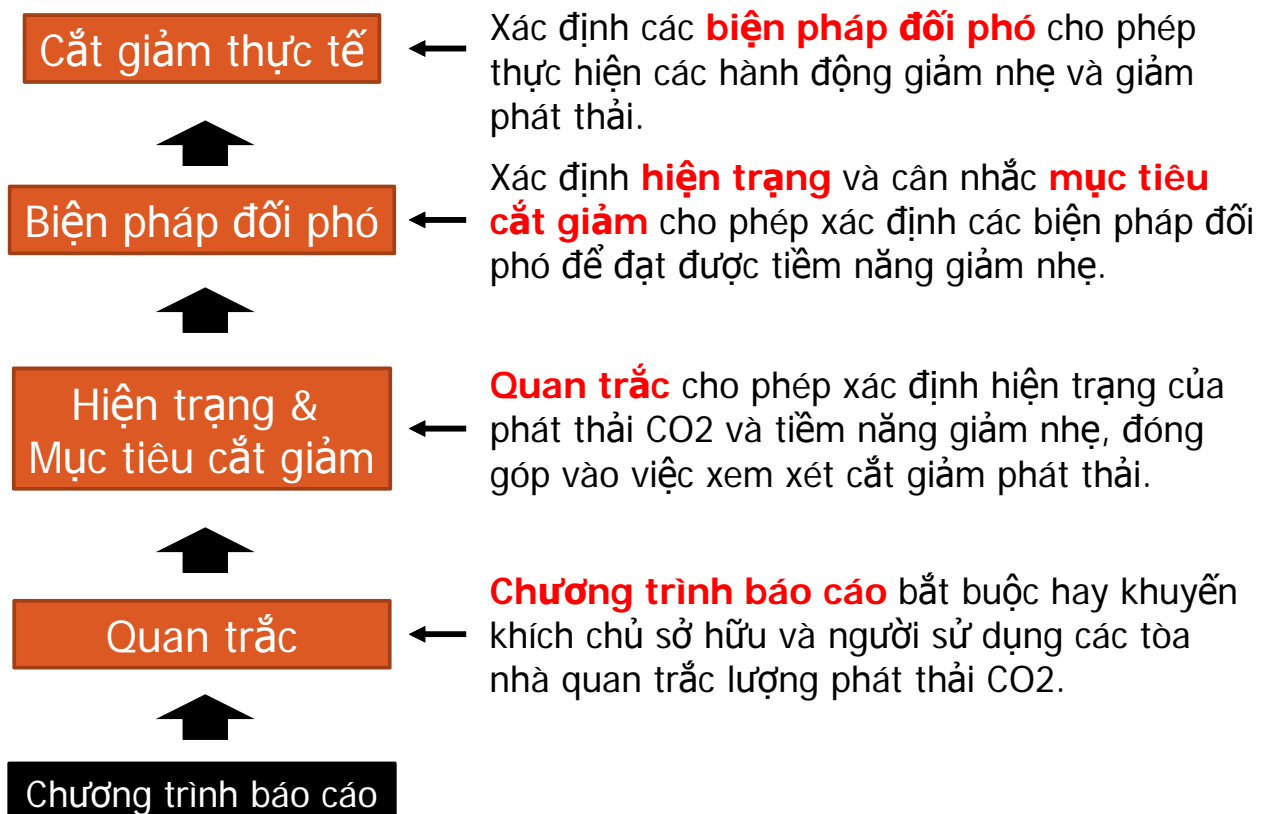 Cắt giảm thực tế
Xác định các biện pháp đối phó cho phép
thực hiện các hành động giảm nhẹ và giảm
phát thải.
Biện pháp đối phó
Xác định hiện trạng và cân nhắc mục tiêu
cắt giảm cho phép xác định các biện pháp đối
phó để đạt được tiềm năng giảm nhẹ.
Hiện trạng &
Mục tiêu cắt giảm
Quan trắc cho phép xác định hiện trạng của
phát thải CO2 và tiềm năng giảm nhẹ, đóng
góp vào việc xem xét cắt giảm phát thải.
Quan trắc
Chương trình báo cáo bắt buộc hay khuyến
khích chủ sở hữu và người sử dụng các tòa
nhà quan trắc lượng phát thải CO2.
Chương trình báo cáo